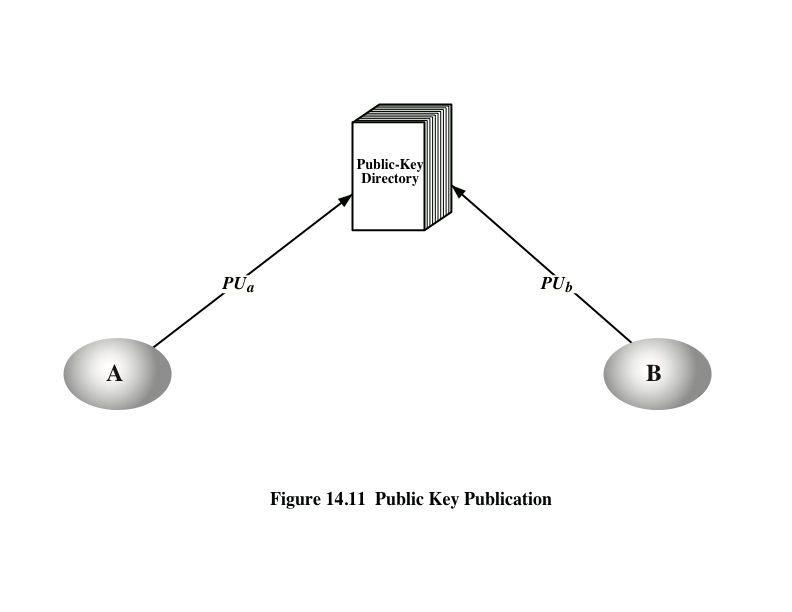 Public-Key
Directory
PUa
PUb
A
B
Figure 14.11 Public Key Publication